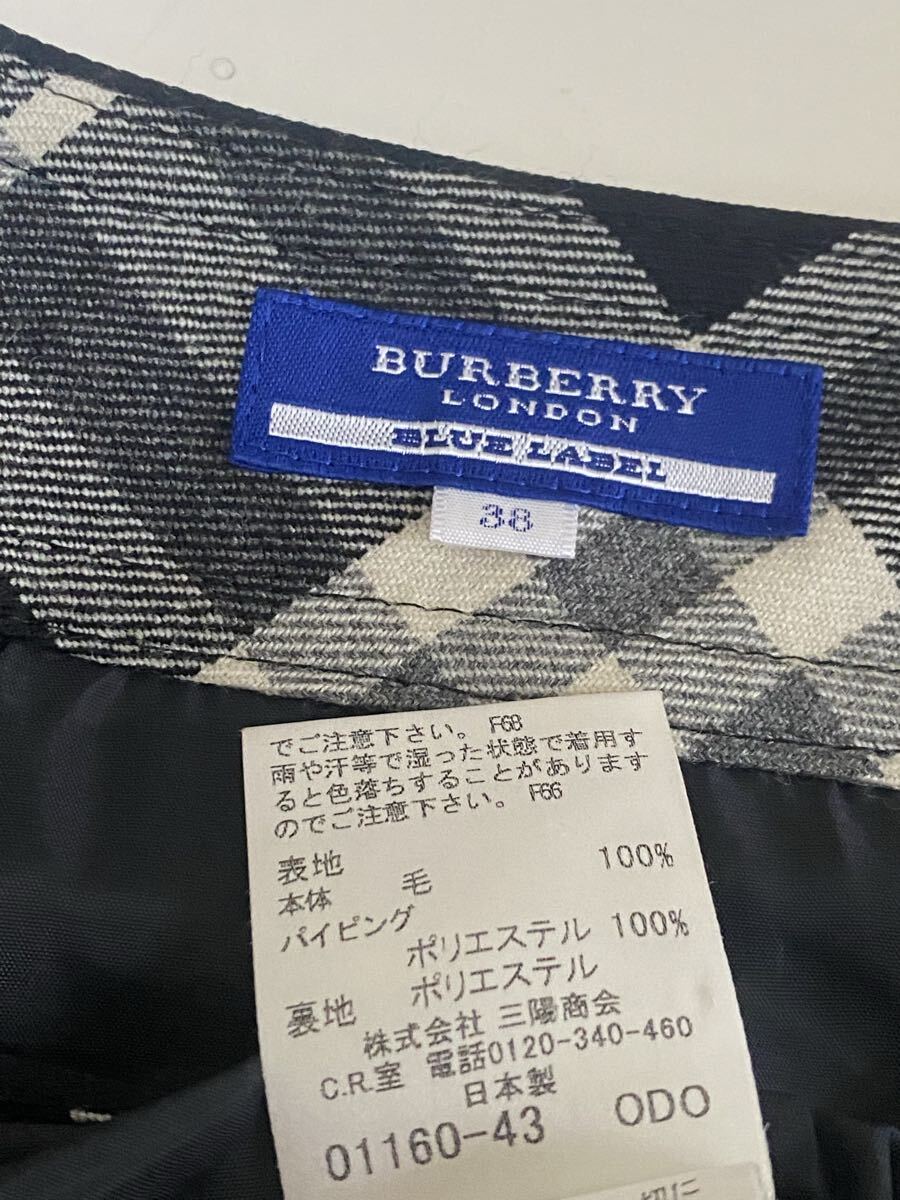 BURBERRY
LONDON
BLUE LABEL
38
でご注意下さい。 F68
雨や汗等で湿った状態で着用す
ると色落ちすることがあります
のでご注意下さい。 F66
表地
本体 毛 100%
パイピング
ポリエステル 100%
裏地 ポリエステル
株式会社 三陽商会
C.R.室 電話0120-340-460
日本製
01160-43 ODO
切に